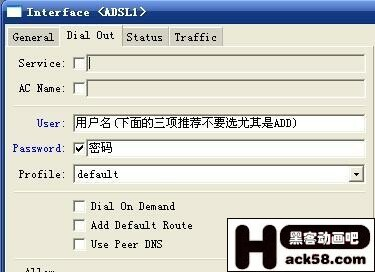 Interface <ADSL1>
General Dial Out Status Traffic
Service:
AC Name:
User: 用户名(下面的三项推荐不要选尤其是ADD)
Password: 密码
Profile: default
Dial On Demand
Add Default Route
Use Peer DNS
黑客动画吧
Hack58.com